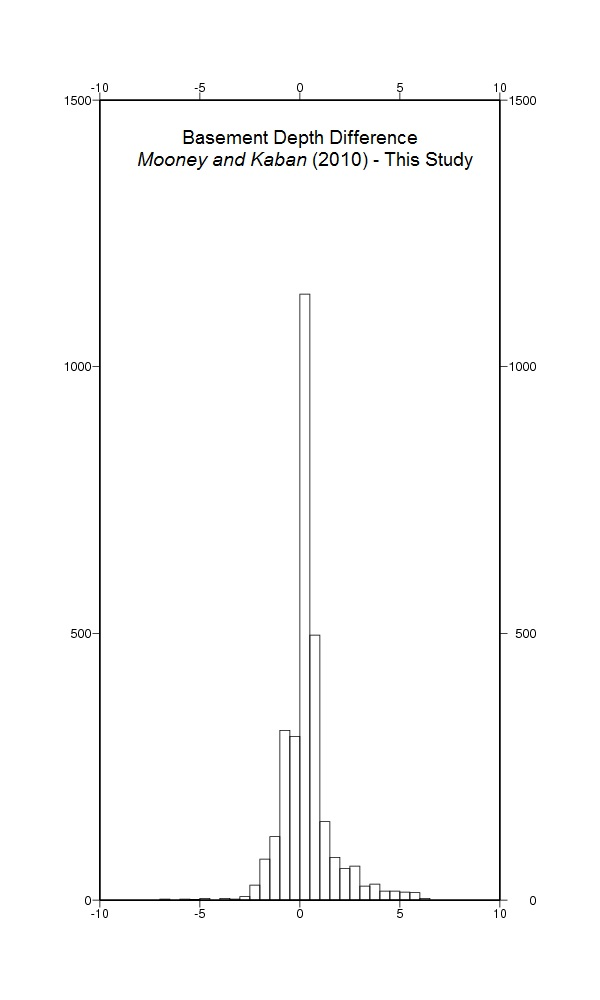 -10 -5 0 5 10
1500 1500
Basement Depth Difference
Mooney and Kaban (2010) - This Study
1000 1000
500 500
0 0
-10 -5 0 5 10